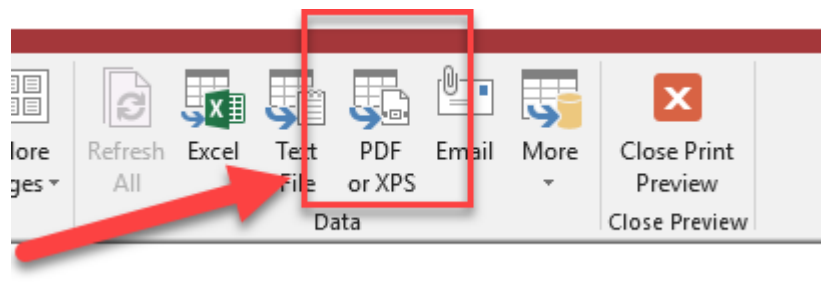 lore Refresh Excel Text PDF Email More Close Print
ges All File or XPS Preview
Data Close Preview